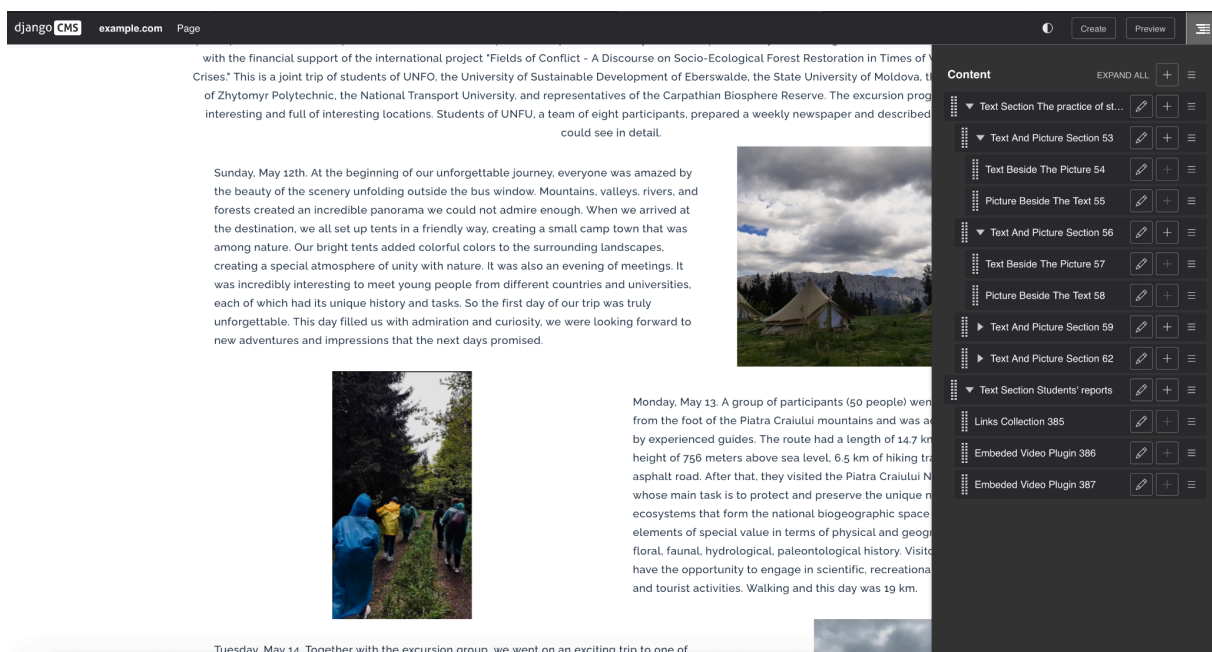 django CMS example.com Page Create Preview
with the financial support of the international project "Fields of Conflict - A Discourse on Socio-Ecological Forest Restoration in Times of
Crises." This is a joint trip of students of UNFO, the University of Sustainable Development of Eberswalde, the State University of Moldova,
of Zhytomyr Polytechnic, the National Transport University, and representatives of the Carpathian Biosphere Reserve. The excursion prog
interesting and full of interesting locations. Students of UNFU, a team of eight participants, prepared a weekly newspaper and described
could see in detail.
Sunday, May 12th. At the beginning of our unforgettable journey, everyone was amazed by
the beauty of the scenery unfolding outside the bus window. Mountains, valleys, rivers, and
forests created an incredible panorama we could not admire enough. When we arrived at
the destination, we all set up tents in a friendly way, creating a small camp town that was
among nature. Our bright tents added colorful colors to the surrounding landscapes,
creating a special atmosphere of unity with nature. It was also an evening of meetings. It
was incredibly interesting to meet young people from different countries and universities,
each of which had its unique history and tasks. So the first day of our trip was truly
unforgettable. This day filled us with admiration and curiosity, we were looking forward to
new adventures and impressions that the next days promised.
Monday, May 13. A group of participants (50 people) wen
from the foot of the Piatra Craiului mountains and was a
by experienced guides. The route had a length of 14.7 km
height of 756 meters above sea level, 6.5 km of hiking tra
asphalt road. After that, they visited the Piatra Craiului N
whose main task is to protect and preserve the unique n
ecosystems that form the national biogeographic space
elements of special value in terms of physical and geogr
floral, faunal, hydrological, paleontological history. Visito
have the opportunity to engage in scientific, recreationa
and tourist activities. Walking and this day was 19 km.
Tuesday, May 14. Together with the excursion group, we went on an exciting trip to one of
Content EXPAND ALL
Text Section The practice of st...
Text And Picture Section 53
Text Beside The Picture 54
Picture Beside The Text 55
Text And Picture Section 56
Text Beside The Picture 57
Picture Beside The Text 58
Text And Picture Section 59
Text And Picture Section 62
Text Section Students' reports
Links Collection 385
Embeded Video Plugin 386
Embeded Video Plugin 387